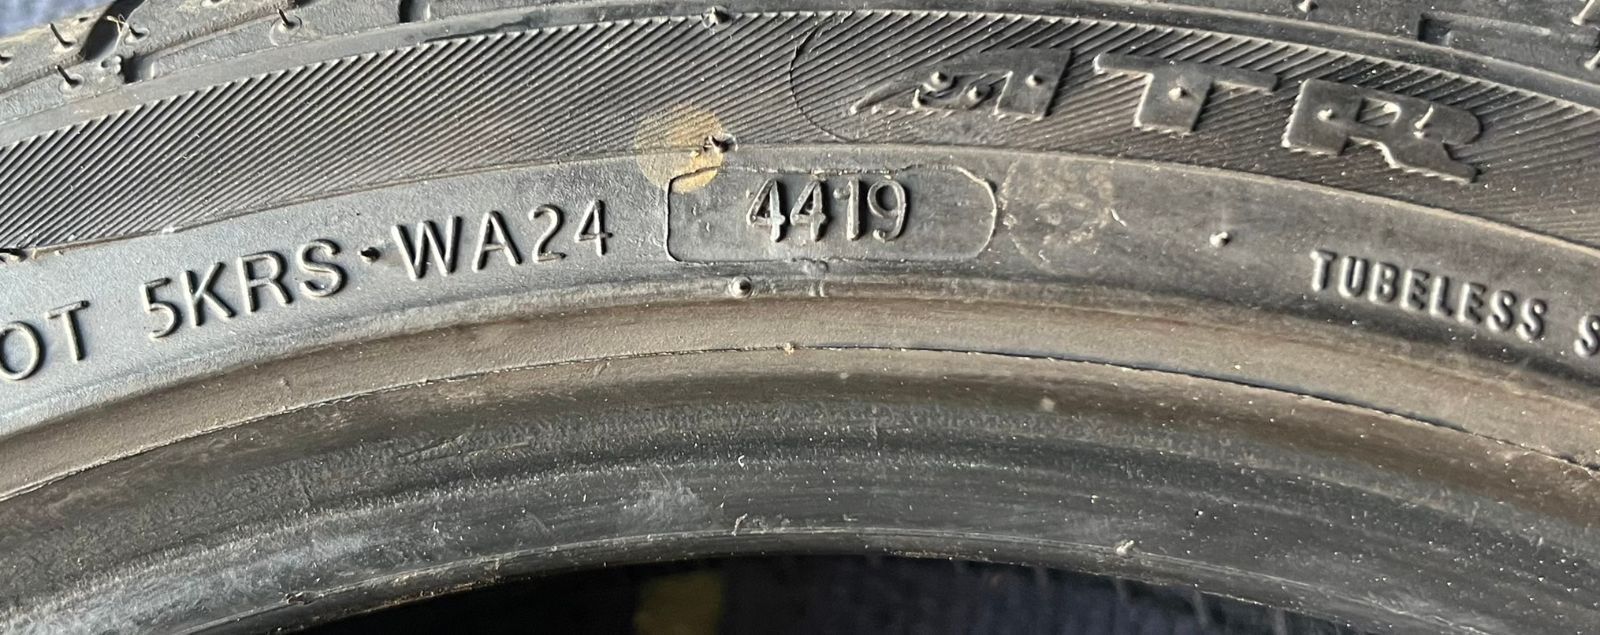 ATR
OT 5KRS·WA24 4419
TUBELESS S